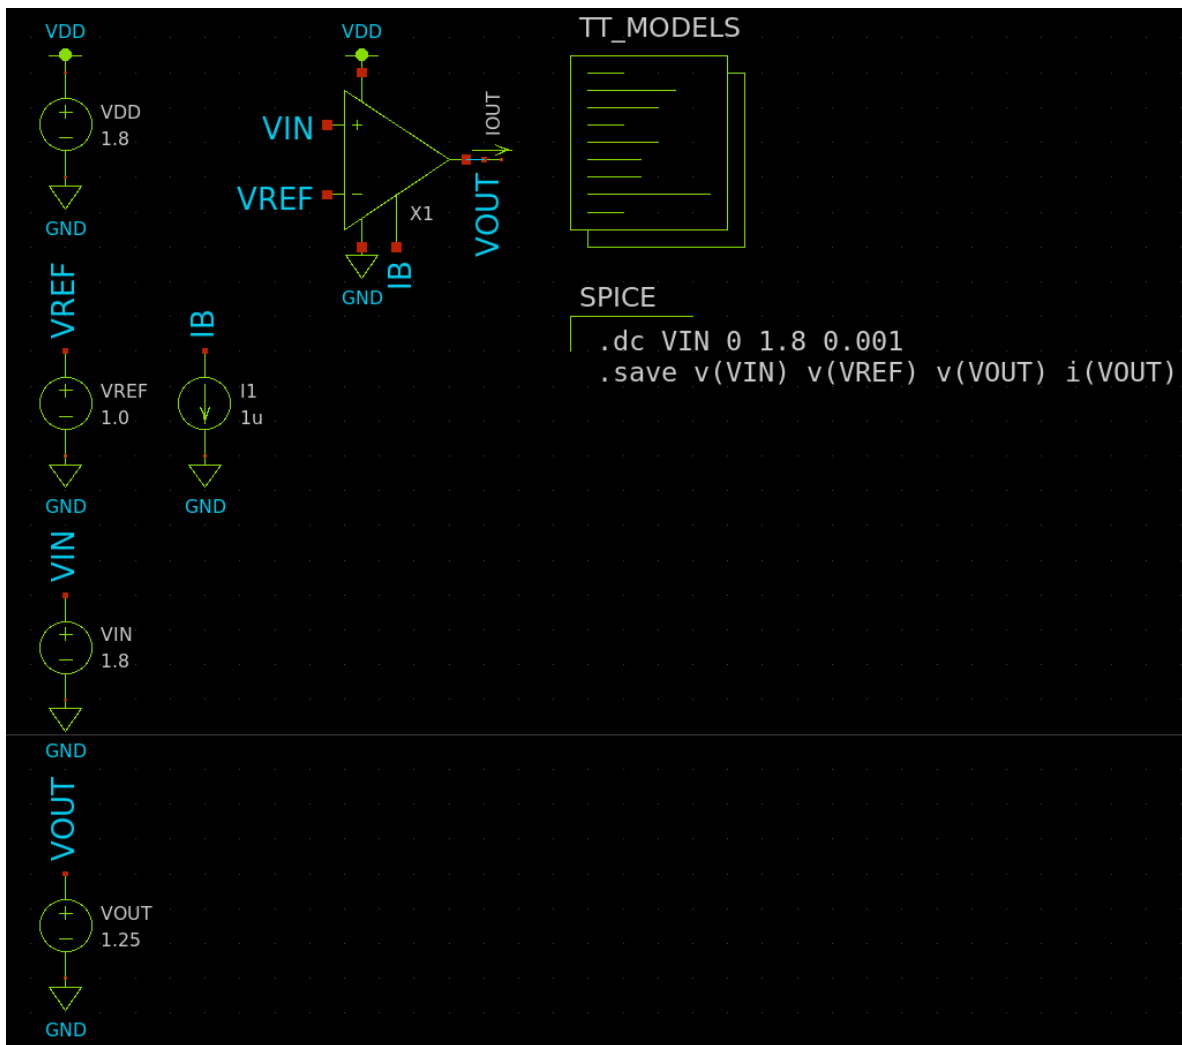 VDD
VDD
1.8
GND
VDD
VIN
VREF
+
−
X1
IOUT
VOUT
GND
IB
TT_MODELS
SPICE
.dc VIN 0 1.8 0.001
.save v(VIN) v(VREF) v(VOUT) i(VOUT)
VREF
VREF
1.0
GND
IB
I1
1u
GND
VIN
VIN
1.8
GND
VOUT
VOUT
1.25
GND